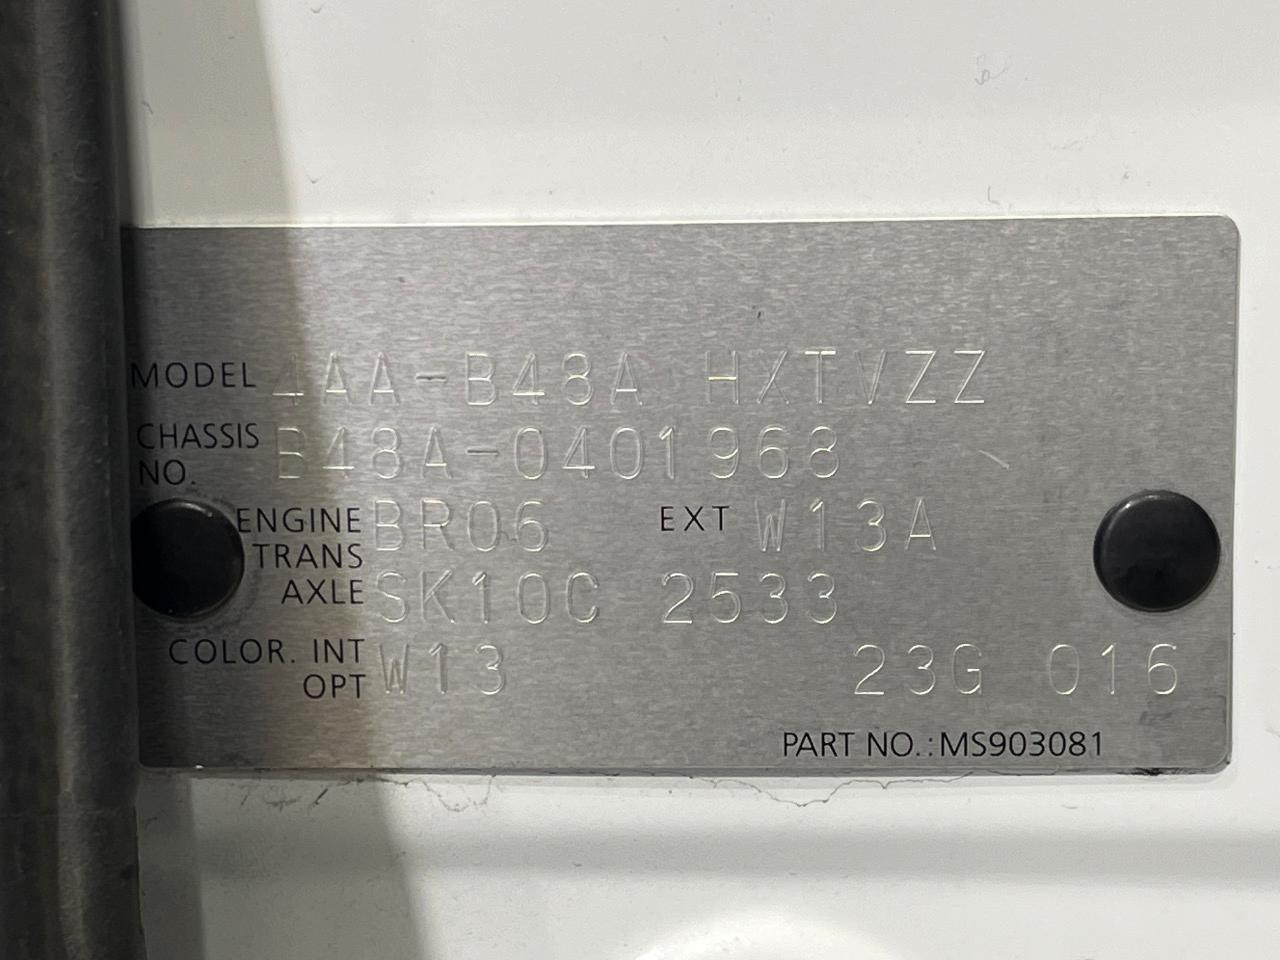 MODEL 4AA-B48A HXTVZZ
CHASSIS NO. B48A-0401968
ENGINE BR06 EXT W13A
TRANS AXLE SK10C 2533
COLOR. INT OPT W13 23G 016
PART NO.:MS903081